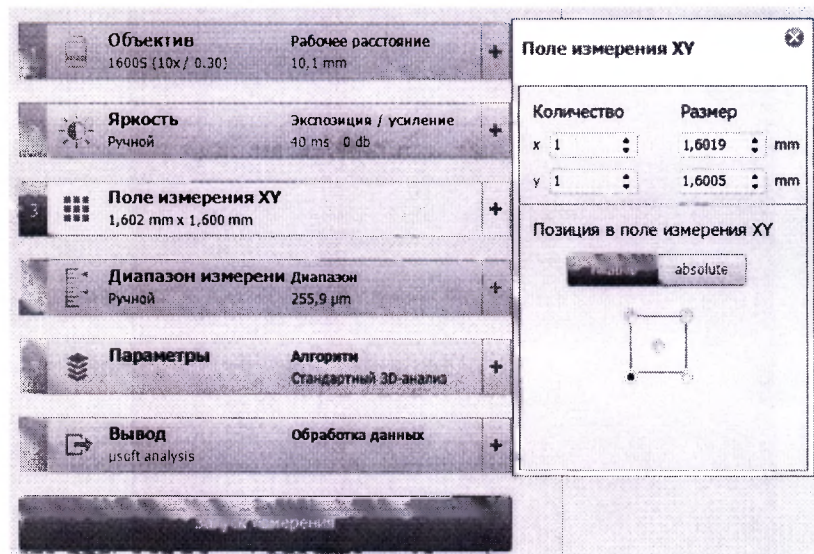 Объектив
Рабочее расстояние
1600S (10x / 0.30)
10,1 mm
+
Яркость
Экспозиция / усиление
Ручной
40 ms 0 db
+
3
Поле измерения XY
1,602 mm x 1,600 mm
+
Диапазон измерени
Диапазон
Ручной
255,9 µm
+
Параметры
Алгоритм
Стандартный 3D-анализ
+
Вывод
Обработка данных
µsoft analysis
+
измерения
Поле измерения XY
Количество
Размер
x 1
1,6019 mm
y 1
1,6005 mm
Позиция в поле измерения XY
absolute